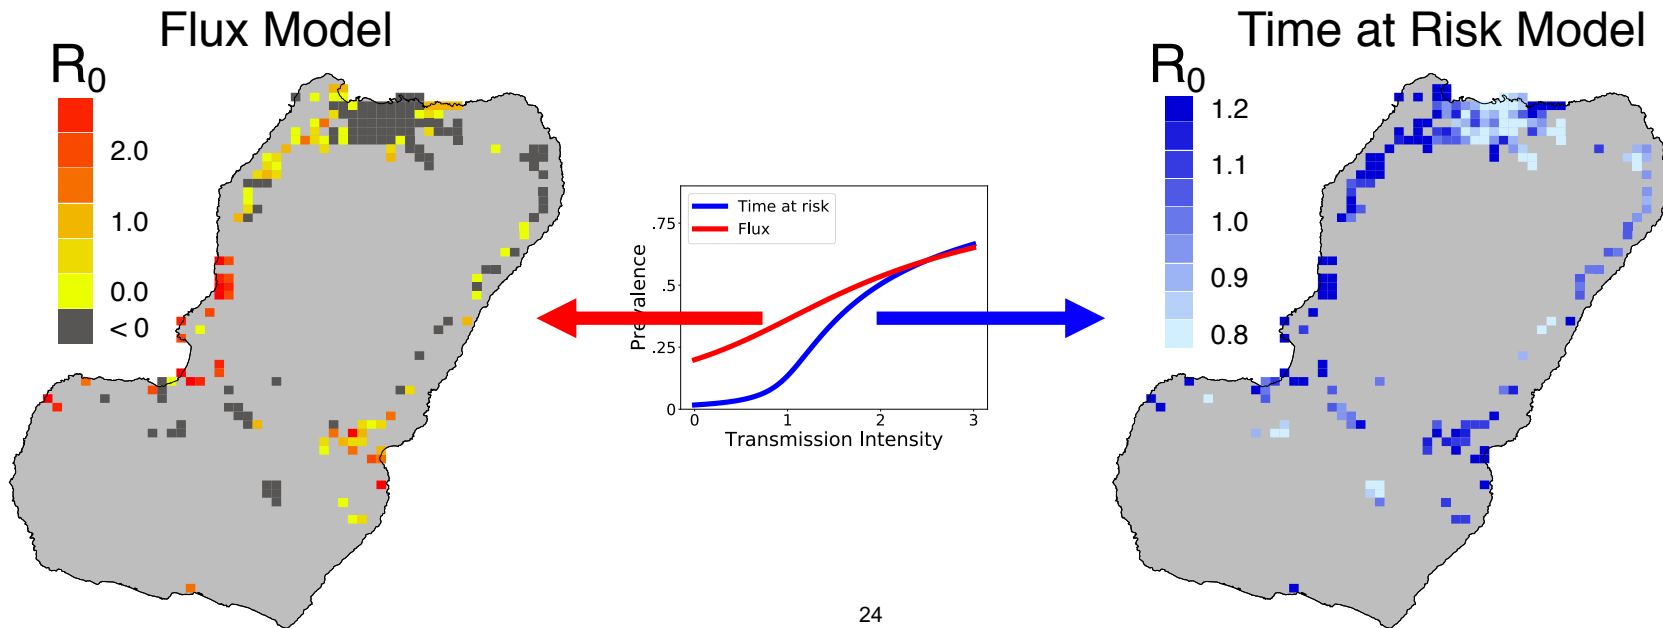 Flux Model
R0
2.0
1.0
0.0
< 0
Time at risk
Flux
.75
.5
.25
0
Prevalence
0
1
2
3
Transmission Intensity
Time at Risk Model
R0
1.2
1.1
1.0
0.9
0.8
24